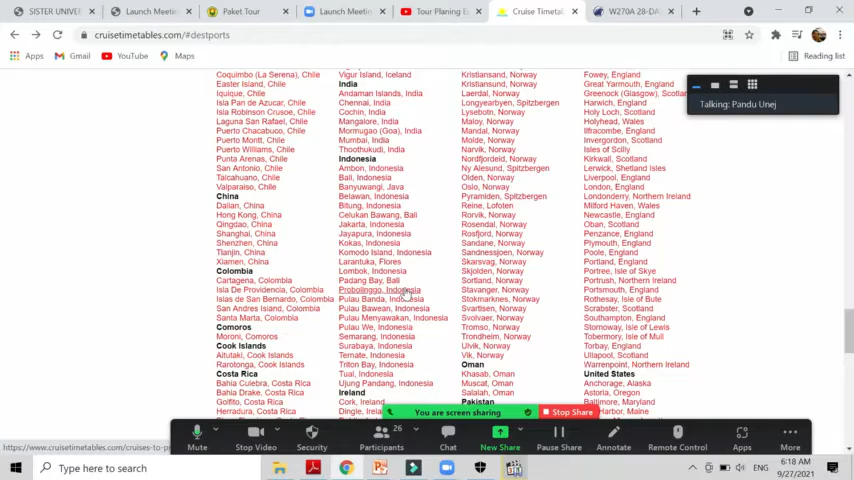 SISTER UNIVER
Launch Meetin
Paket Tour
Launch Meetin
Tour Planing E
Cruise Timetab
W270A 28-DA
cruisetimetables.com/#destports
Apps
Gmail
YouTube
Maps
Reading list
Talking: Pandu Unej
Coquimbo (La Serena), Chile
Easter Island, Chile
Iquique, Chile
Isla Pan de Azucar, Chile
Isla Robinson Crusoe, Chile
Laguna San Rafael, Chile
Puerto Chacabuco, Chile
Puerto Montt, Chile
Puerto Williams, Chile
Punta Arenas, Chile
San Antonio, Chile
Talcahuano, Chile
Valparaiso, Chile
China
Dalian, China
Hong Kong, China
Qingdao, China
Shanghai, China
Shenzhen, China
Tianjin, China
Xiamen, China
Colombia
Cartagena, Colombia
Isla De Providencia, Colombia
Islas de San Bernardo, Colombia
San Andres Island, Colombia
Santa Marta, Colombia
Comoros
Moroni, Comoros
Cook Islands
Aitutaki, Cook Islands
Rarotonga, Cook Islands
Costa Rica
Bahia Culebra, Costa Rica
Bahia Drake, Costa Rica
Golfito, Costa Rica
Herradura, Costa Rica
Vigur Island, Iceland
India
Andaman Islands, India
Chennai, India
Cochin, India
Mangalore, India
Mormugao (Goa), India
Mumbai, India
Thoothukudi, India
Indonesia
Ambon, Indonesia
Bali, Indonesia
Banyuwangi, Java
Belawan, Indonesia
Bitung, Indonesia
Celukan Bawang, Bali
Jakarta, Indonesia
Jayapura, Indonesia
Kokas, Indonesia
Komodo Island, Indonesia
Larantuka, Flores
Lombok, Indonesia
Padang Bay, Bali
Probolinggo, Indonesia
Pulau Banda, Indonesia
Pulau Bawean, Indonesia
Pulau Menyawakan, Indonesia
Pulau We, Indonesia
Semarang, Indonesia
Surabaya, Indonesia
Ternate, Indonesia
Triton Bay, Indonesia
Tual, Indonesia
Ujung Pandang, Indonesia
Ireland
Cork, Ireland
Dingle, Irela
Kristiansand, Norway
Kristiansund, Norway
Laerdal, Norway
Longyearbyen, Spitzbergen
Lysebotn, Norway
Maloy, Norway
Mandal, Norway
Molde, Norway
Narvik, Norway
Nordfjordeid, Norway
Ny Alesund, Spitzbergen
Olden, Norway
Oslo, Norway
Pyramiden, Spitzbergen
Reine, Lofoten
Rorvik, Norway
Rosendal, Norway
Rosfjord, Norway
Sandane, Norway
Sandnessjoen, Norway
Skarsvag, Norway
Skjolden, Norway
Sortland, Norway
Stavanger, Norway
Stokmarknes, Norway
Svartisen, Norway
Svolvaer, Norway
Tromso, Norway
Trondheim, Norway
Ulvik, Norway
Vik, Norway
Oman
Khasab, Oman
Muscat, Oman
Salalah, Oman
Pakistan
Fowey, England
Great Yarmouth, England
Greenock (Glasgow), Scotlan
Harwich, England
Holy Loch, Scotland
Holyhead, Wales
Ilfracombe, England
Invergordon, Scotland
Isles of Scilly
Kirkwall, Scotland
Lerwick, Shetland Isles
Liverpool, England
London, England
Londonderry, Northern Ireland
Milford Haven, Wales
Newcastle, England
Oban, Scotland
Penzance, England
Plymouth, England
Poole, England
Portland, England
Portree, Isle of Skye
Portrush, Northern Ireland
Portsmouth, England
Rothesay, Isle of Bute
Scrabster, Scotland
Southampton, England
Stornoway, Isle of Lewis
Tobermory, Isle of Mull
Torbay, England
Ullapool, Scotland
Warrenpoint, Northern Ireland
United States
Anchorage, Alaska
Astoria, Oregon
Baltimore, Maryland
Harbor, Maine
You are screen sharing
Stop Share
Mute
Stop Video
Security
26
Participants
Chat
New Share
Pause Share
Annotate
Remote Control
Apps
More
https://www.cruisetimetables.com/cruises-to-p
Type here to search
ENG
6:18 AM
9/27/2021